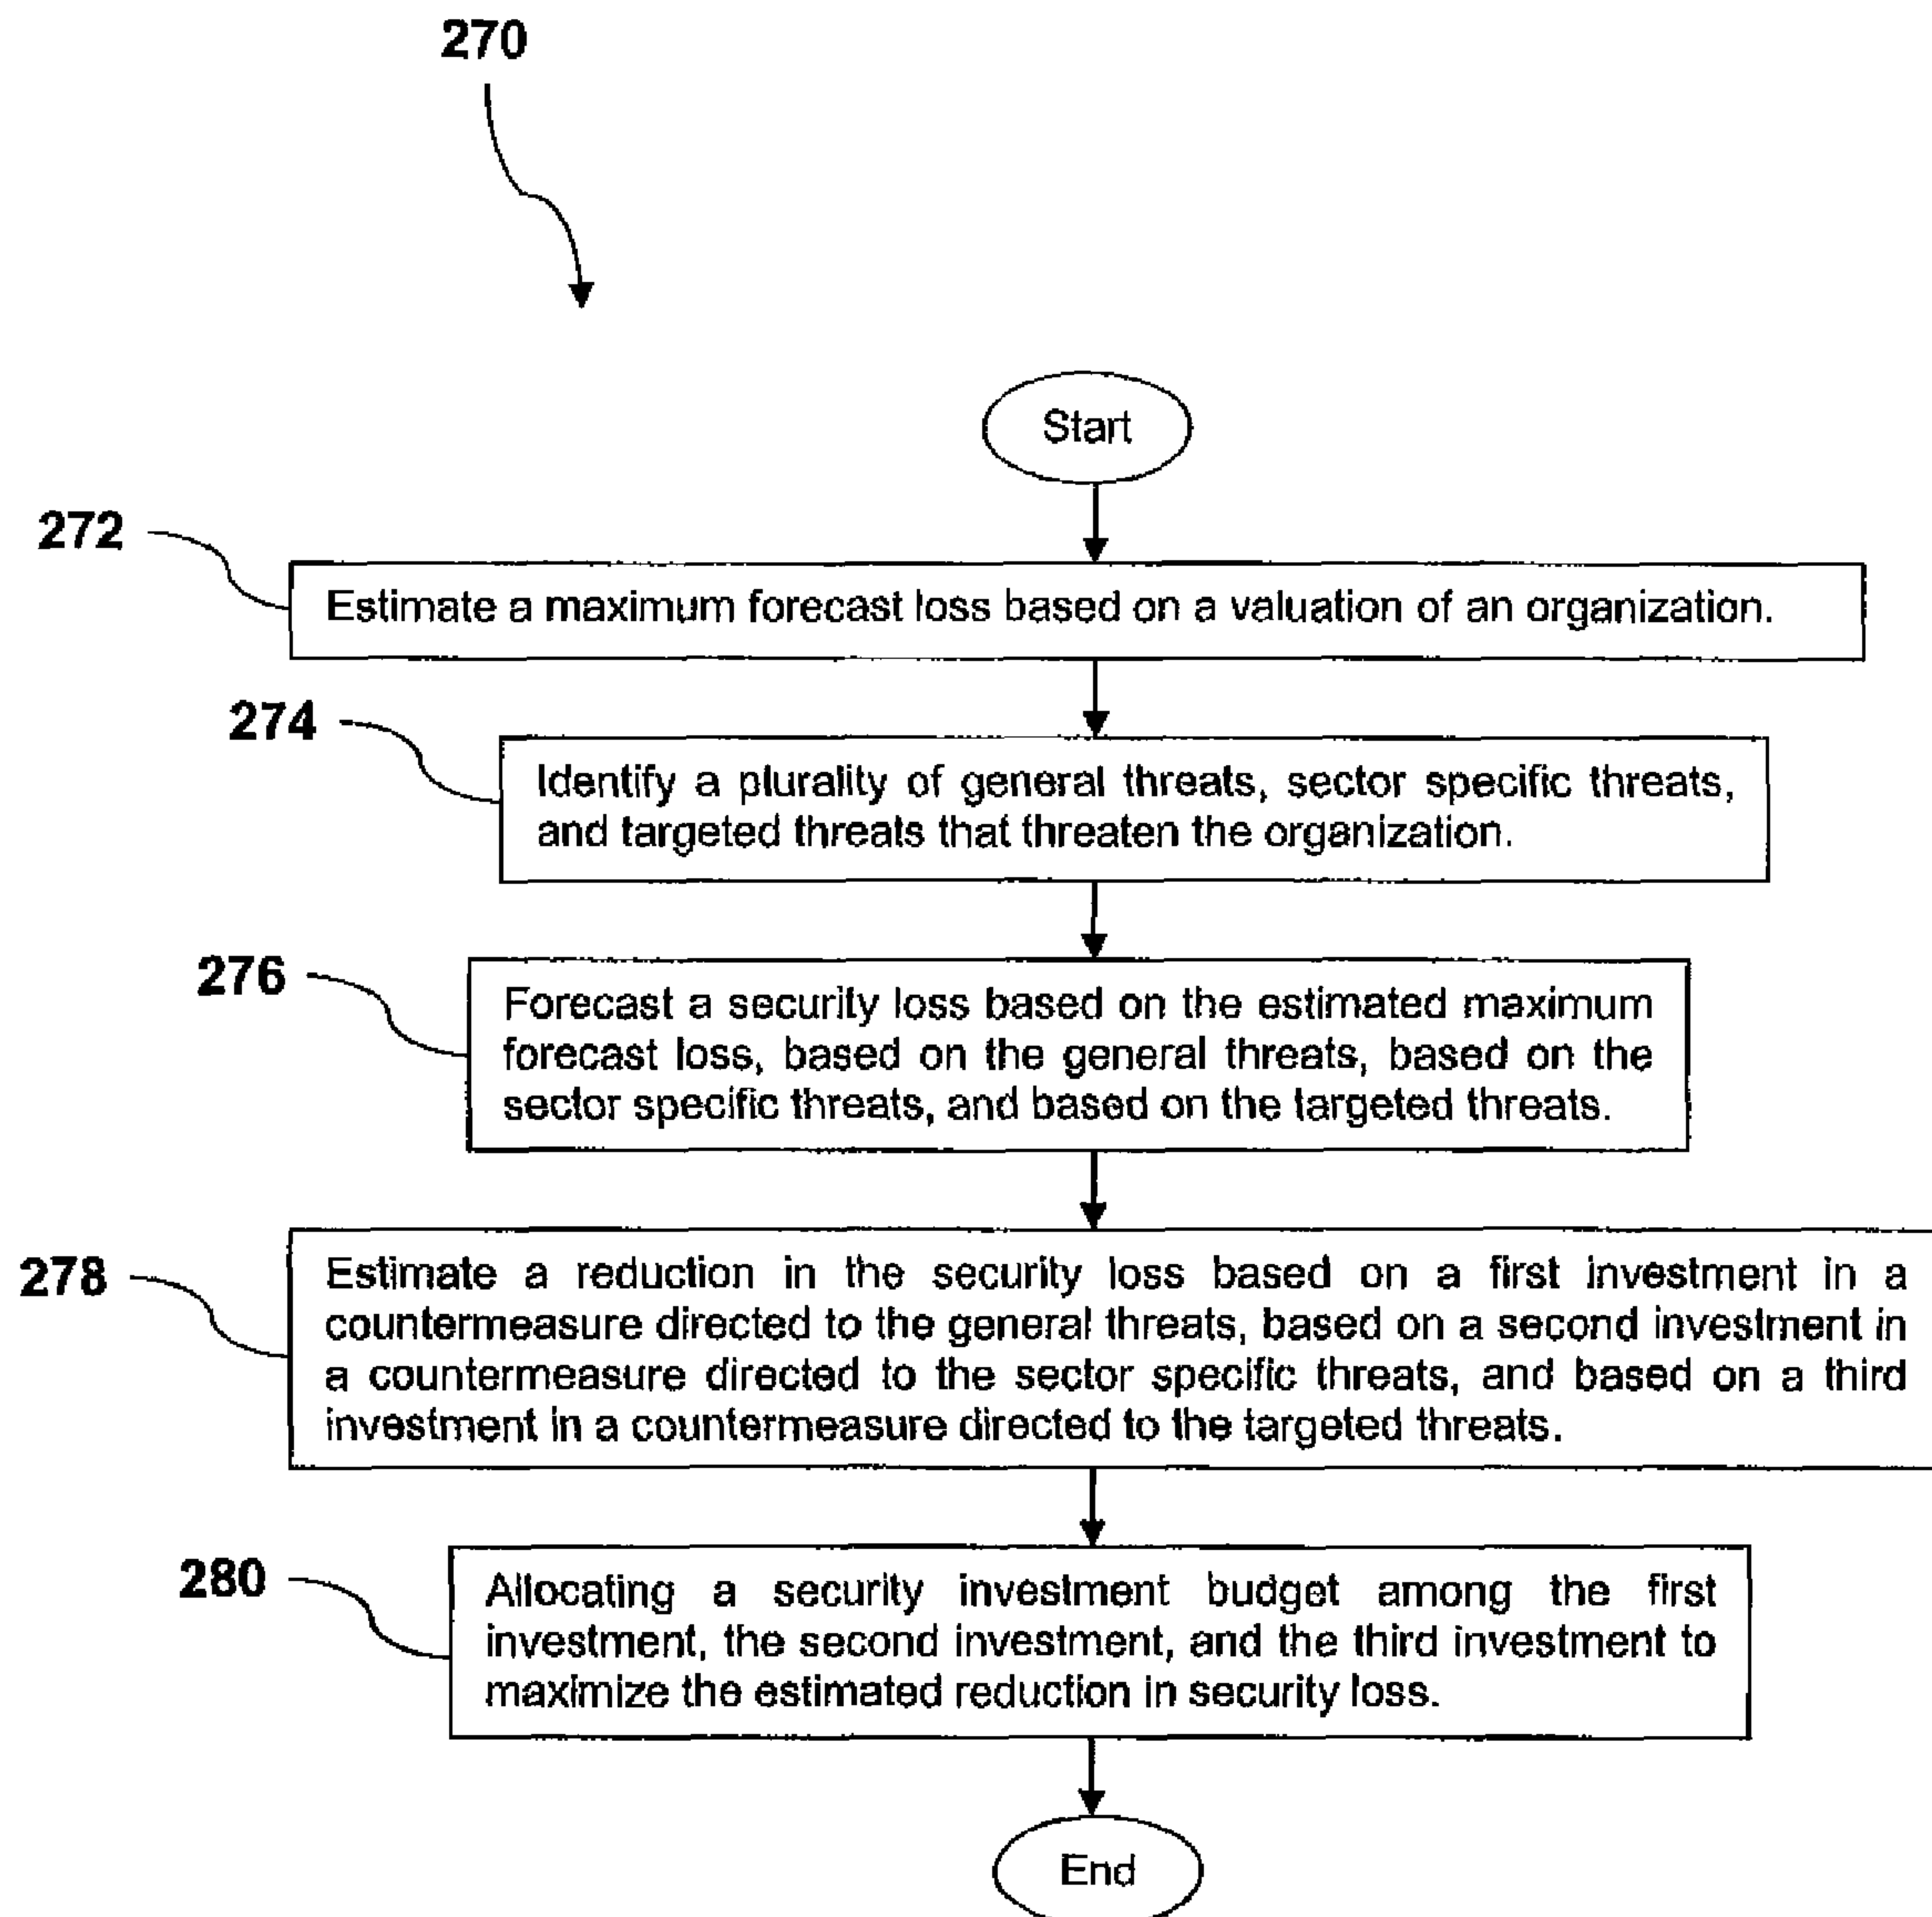 270
Start
272
Estimate a maximum forecast loss based on a valuation of an organization.
274
Identify a plurality of general threats, sector specific threats,
and targeted threats that threaten the organization.
276
Forecast a security loss based on the estimated maximum
forecast loss, based on the general threats, based on the
sector specific threats, and based on the targeted threats.
278
Estimate a reduction in the security loss based on a first investment in a
countermeasure directed to the general threats, based on a second investment in
a countermeasure directed to the sector specific threats, and based on a third
investment in a countermeasure directed to the targeted threats.
280
Allocating a security investment budget among the first
investment, the second investment, and the third investment to
maximize the estimated reduction in security loss.
End